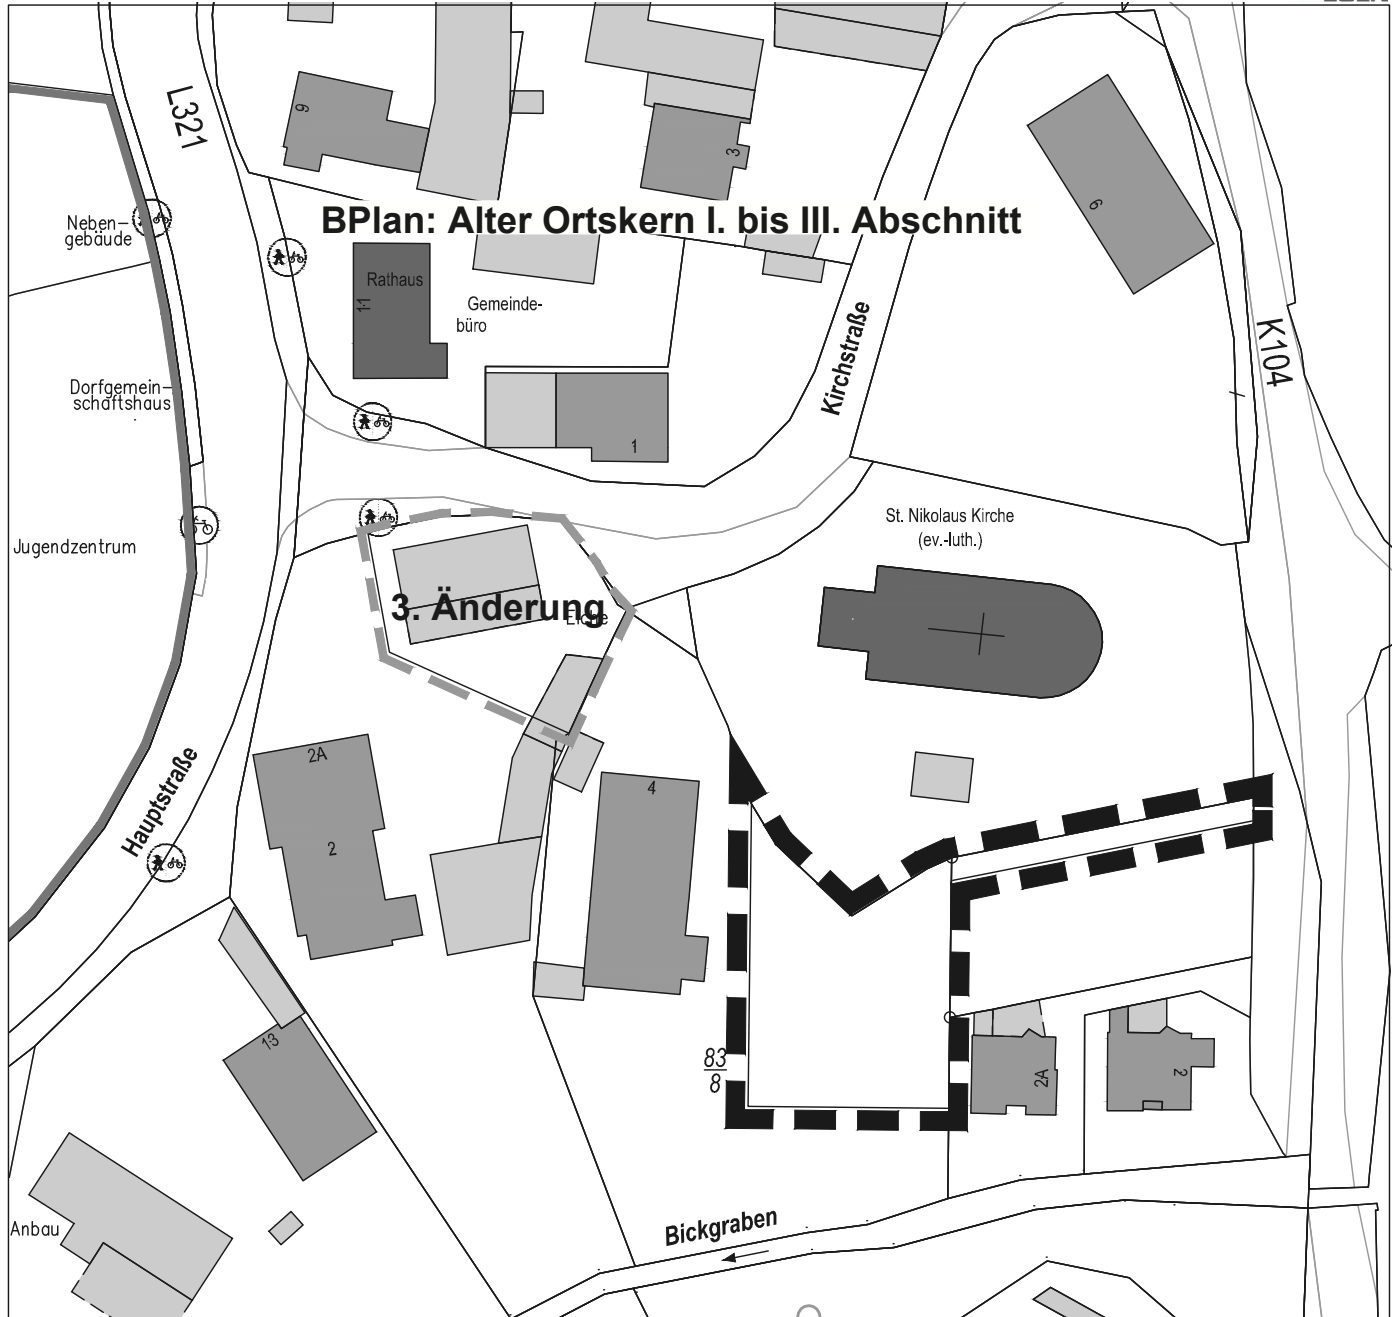 L321
9
3
6
Neben-
gebäude
BPlan: Alter Ortskern I. bis III. Abschnitt
Rathaus
11
Gemeinde-
büro
Kirchstraße
K104
Dorfgemein-
schaftshaus
1
Jugendzentrum
St. Nikolaus Kirche
(ev.-luth.)
3. Änderung
Eiche
Hauptstraße
2A
2
4
13
83
8
2A
2
Anbau
Bickgraben